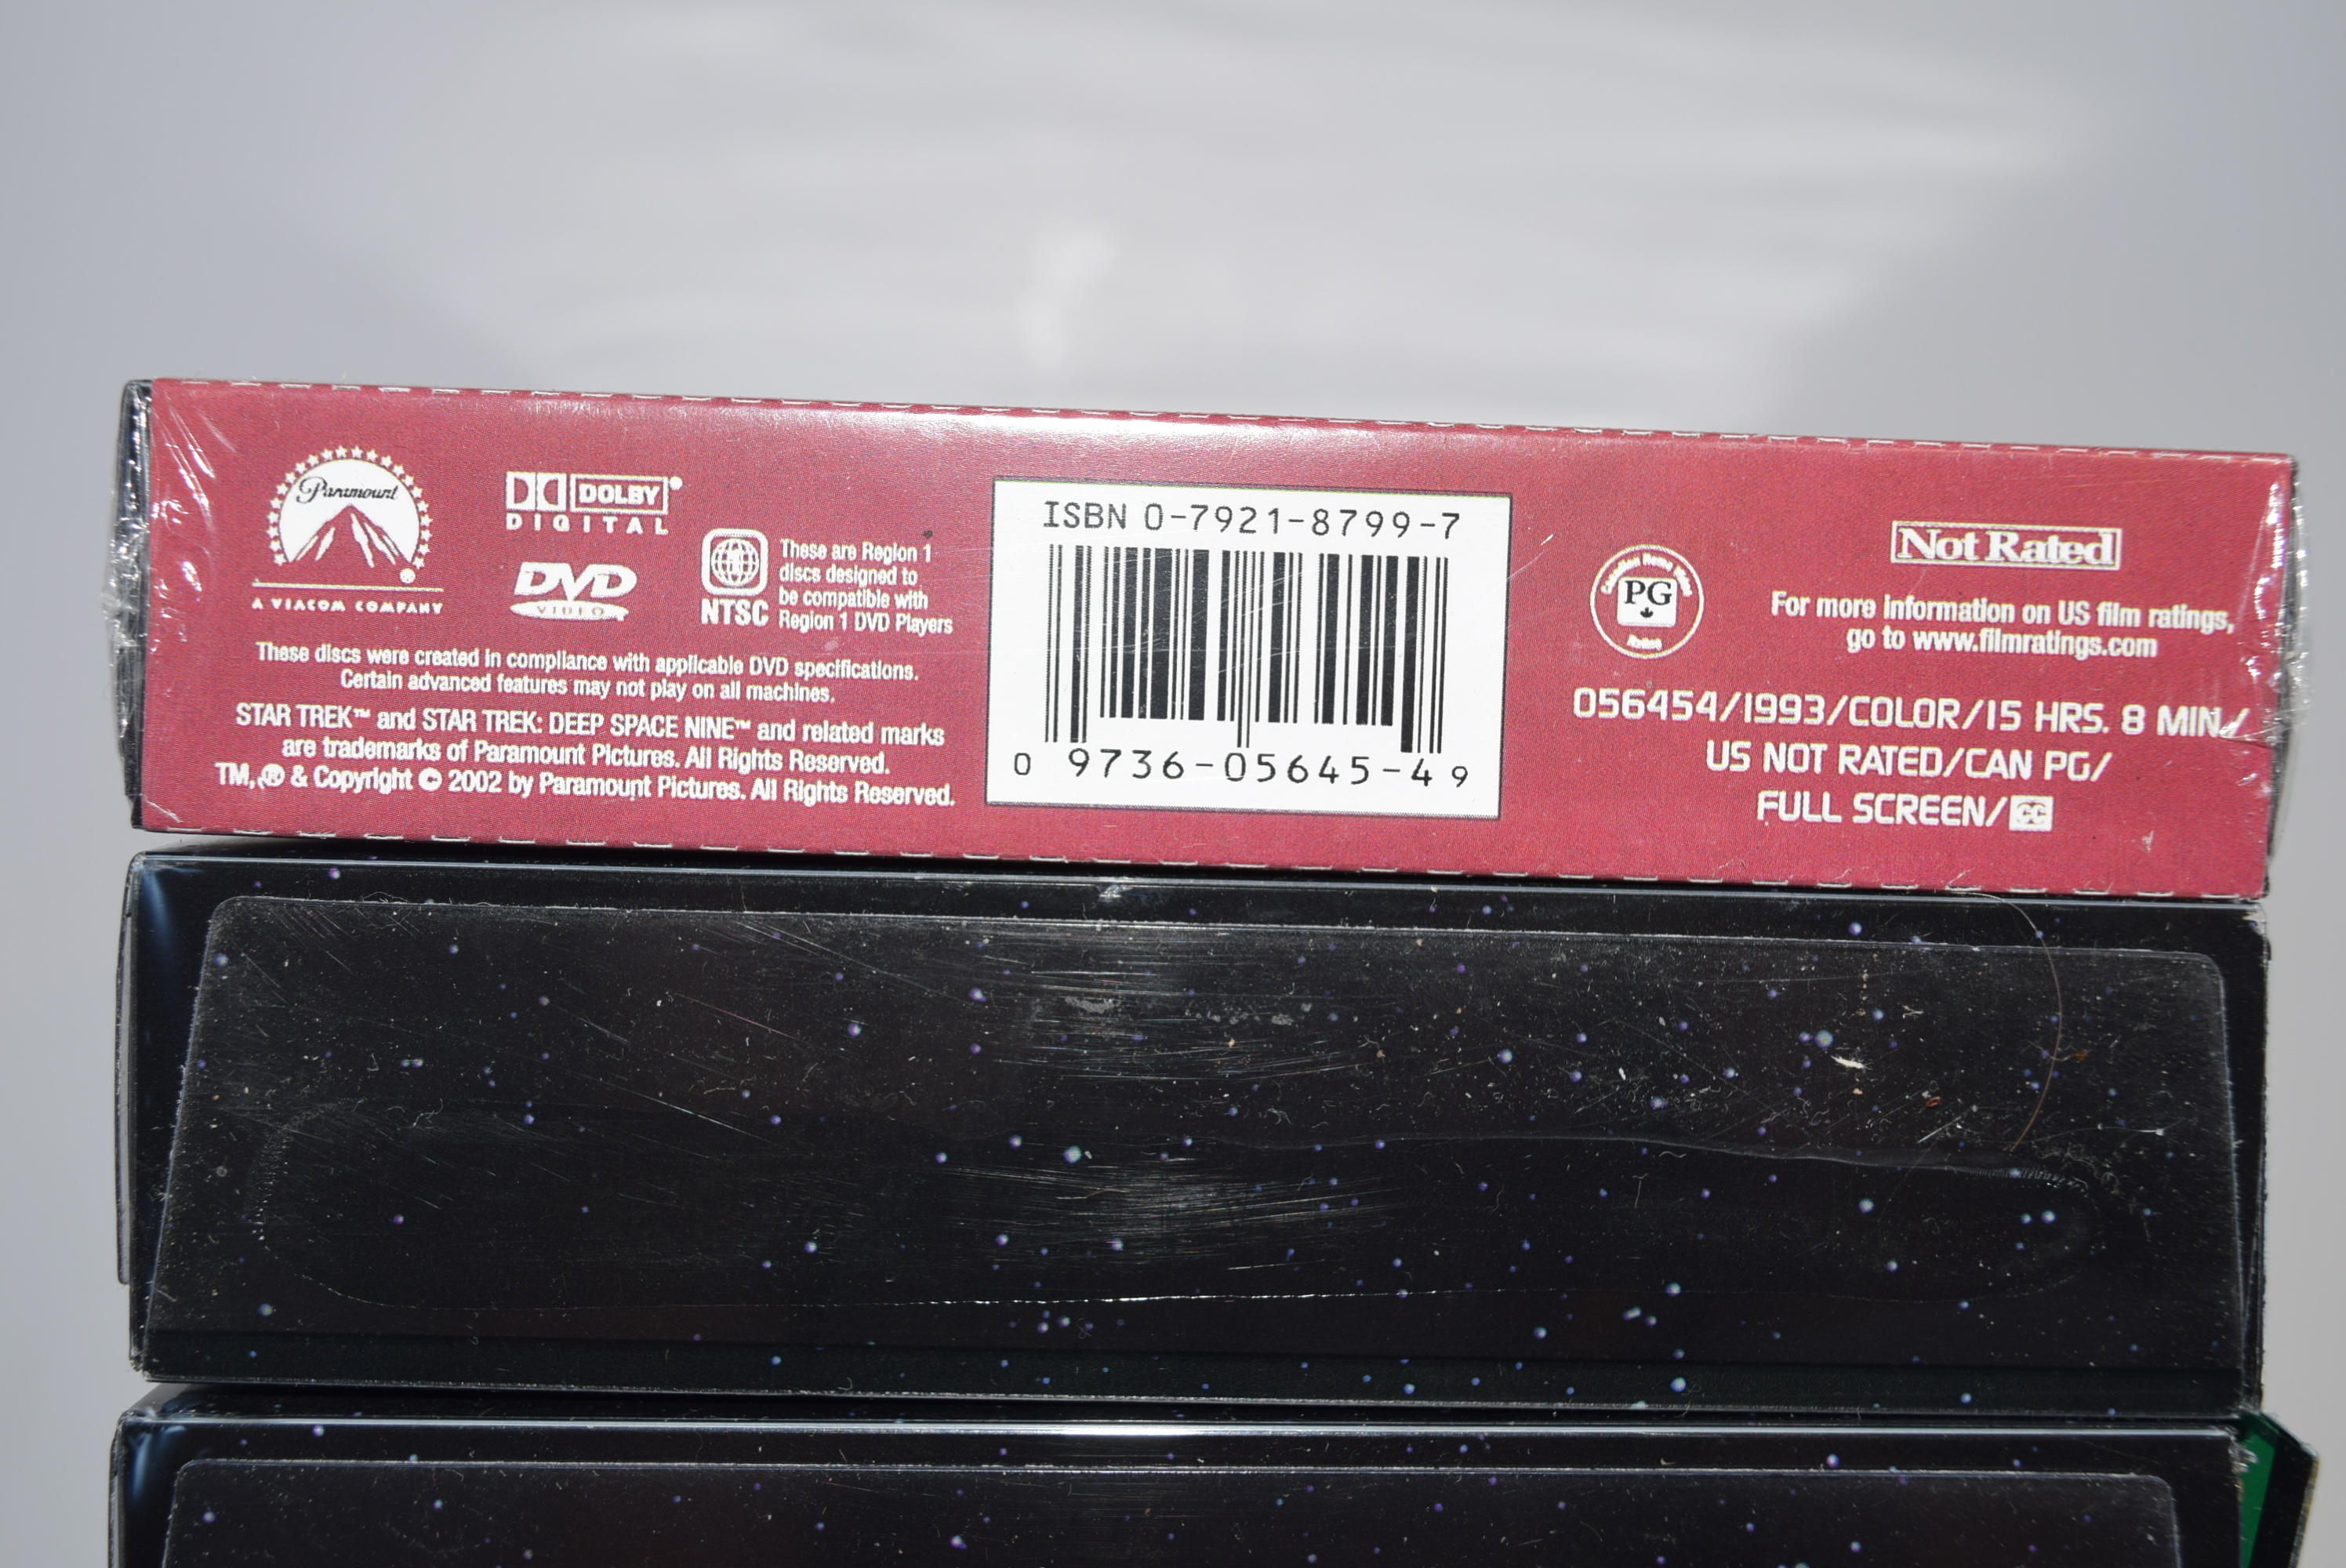 Paramount
®
A VIACOM COMPANY
DOLBY
DIGITAL
DVD
VIDEO
NTSC
These are Region 1
discs designed to
be compatible with
Region 1 DVD Players
These discs were created in compliance with applicable DVD specifications.
Certain advanced features may not play on all machines.
STAR TREK™ and STAR TREK: DEEP SPACE NINE™ and related marks
are trademarks of Paramount Pictures. All Rights Reserved.
TM, ® & Copyright © 2002 by Paramount Pictures. All Rights Reserved.
ISBN 0-7921-8799-7
0 9736-05645-4 9
Canadian Home Video
PG
Rated
Not Rated
For more information on US film ratings,
go to www.filmratings.com
056454/1993/COLOR/15 HRS. 8 MIN./
US NOT RATED/CAN PG/
FULL SCREEN/CC